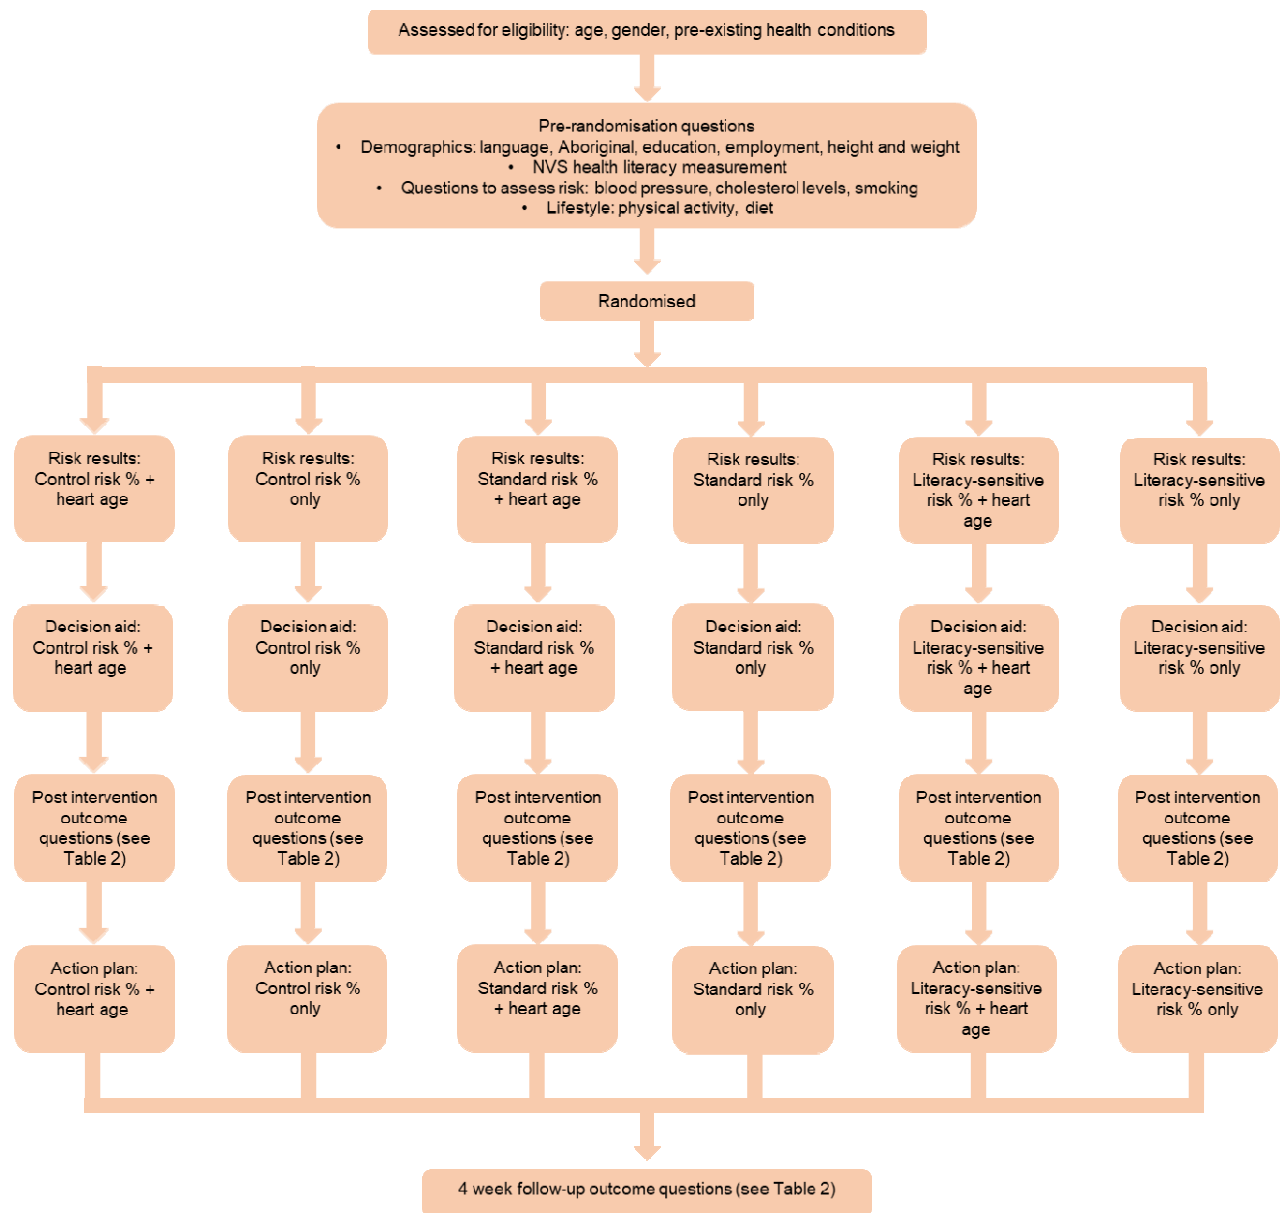 Assessed for eligibility: age, gender, pre-existing health conditions
Pre-randomisation questions
• Demographics: language, Aboriginal, education, employment, height and weight
• NVS health literacy measurement
• Questions to assess risk: blood pressure, cholesterol levels, smoking
• Lifestyle: physical activity, diet
Randomised
Risk results:
Control risk % +
heart age
Risk results:
Control risk %
only
Risk results:
Standard risk %
+ heart age
Risk results:
Standard risk %
only
Risk results:
Literacy-sensitive
risk % + heart
age
Risk results:
Literacy-sensitive
risk % only
Decision aid:
Control risk % +
heart age
Decision aid:
Control risk %
only
Decision aid:
Standard risk %
+ heart age
Decision aid:
Standard risk %
only
Decision aid:
Literacy-sensitive
risk % + heart
age
Decision aid:
Literacy-sensitive
risk % only
Post intervention
outcome
questions (see
Table 2)
Post intervention
outcome
questions (see
Table 2)
Post intervention
outcome
questions (see
Table 2)
Post intervention
outcome
questions (see
Table 2)
Post intervention
outcome
questions (see
Table 2)
Post intervention
outcome
questions (see
Table 2)
Action plan:
Control risk % +
heart age
Action plan:
Control risk %
only
Action plan:
Standard risk %
+ heart age
Action plan:
Standard risk %
only
Action plan:
Literacy-sensitive
risk % + heart
age
Action plan:
Literacy-sensitive
risk % only
4 week follow-up outcome questions (see Table 2)